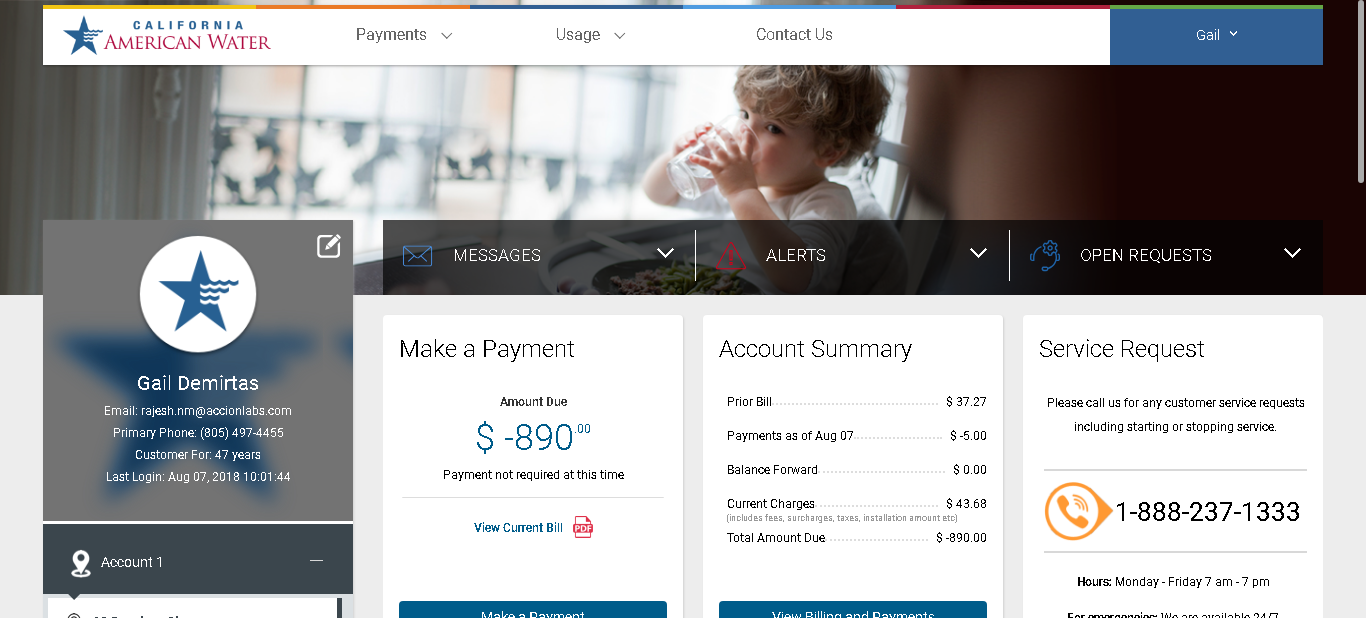 CALIFORNIA
AMERICAN WATER
Payments
Usage
Contact Us
Gail
MESSAGES
ALERTS
OPEN REQUESTS
Gail Demirtas
Email: rajesh.nm@accionlabs.com
Primary Phone: (805) 497-4455
Customer For: 47 years
Last Login: Aug 07, 2018 10:01:44
Account 1
Make a Payment
Amount Due
$ -890.00
Payment not required at this time
View Current Bill PDF
Make a Payment
Account Summary
Prior Bill $ 37.27
Payments as of Aug 07 $ -5.00
Balance Forward $ 0.00
Current Charges $ 43.68
(includes fees, surcharges, taxes, installation amount etc)
Total Amount Due $ -890.00
View Billing and Payments
Service Request
Please call us for any customer service requests
including starting or stopping service.
1-888-237-1333
Hours: Monday - Friday 7 am - 7 pm
For emergencies: We are available 24/7